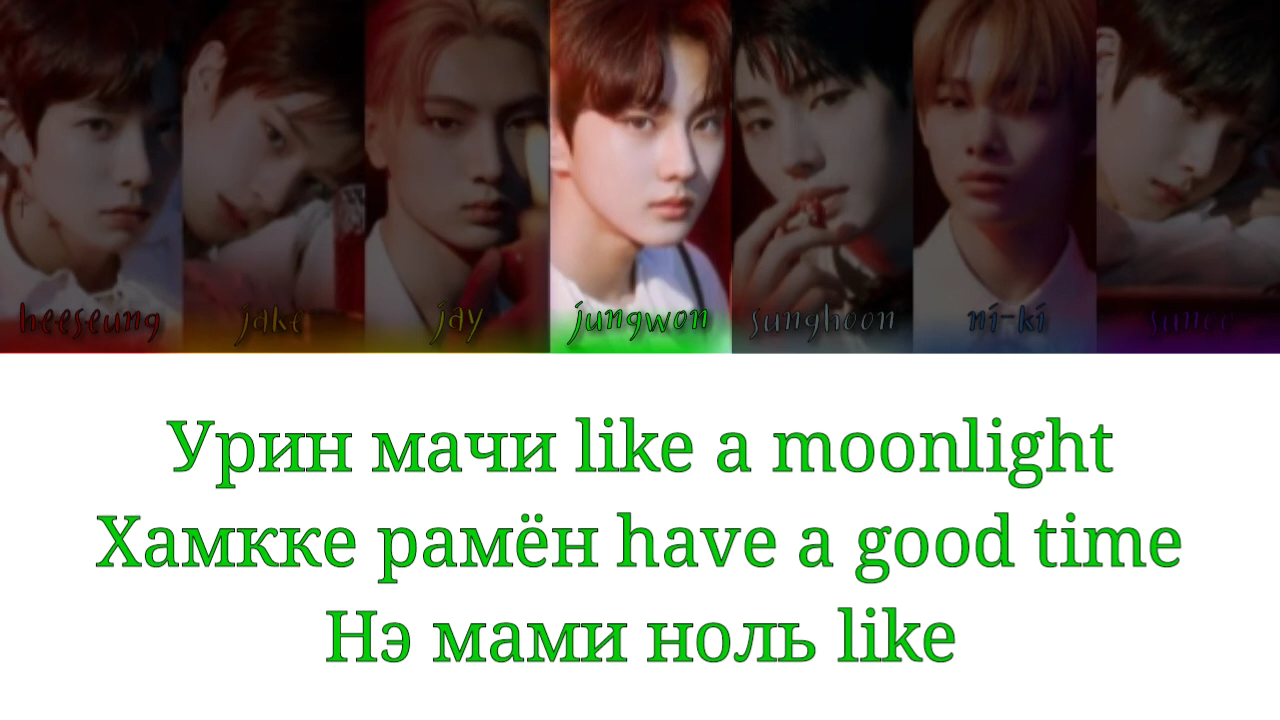 heeseung jake jay jungwon sunghoon ni-ki sunoo
Урин мачи like a moonlight
Хамкке рамён have a good time
Нэ мами ноль like